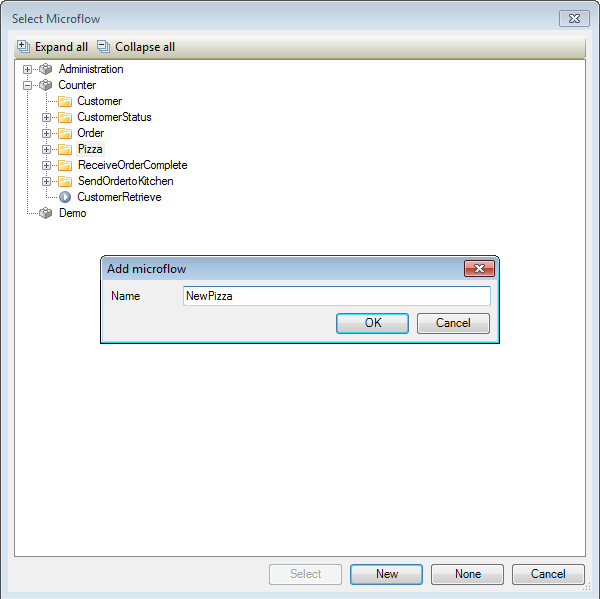 Select Microflow
Expand all Collapse all
Administration
Counter
Customer
CustomerStatus
Order
Pizza
ReceiveOrderComplete
SendOrdertoKitchen
CustomerRetrieve
Demo
Add microflow
Name NewPizza
OK Cancel
Select New None Cancel